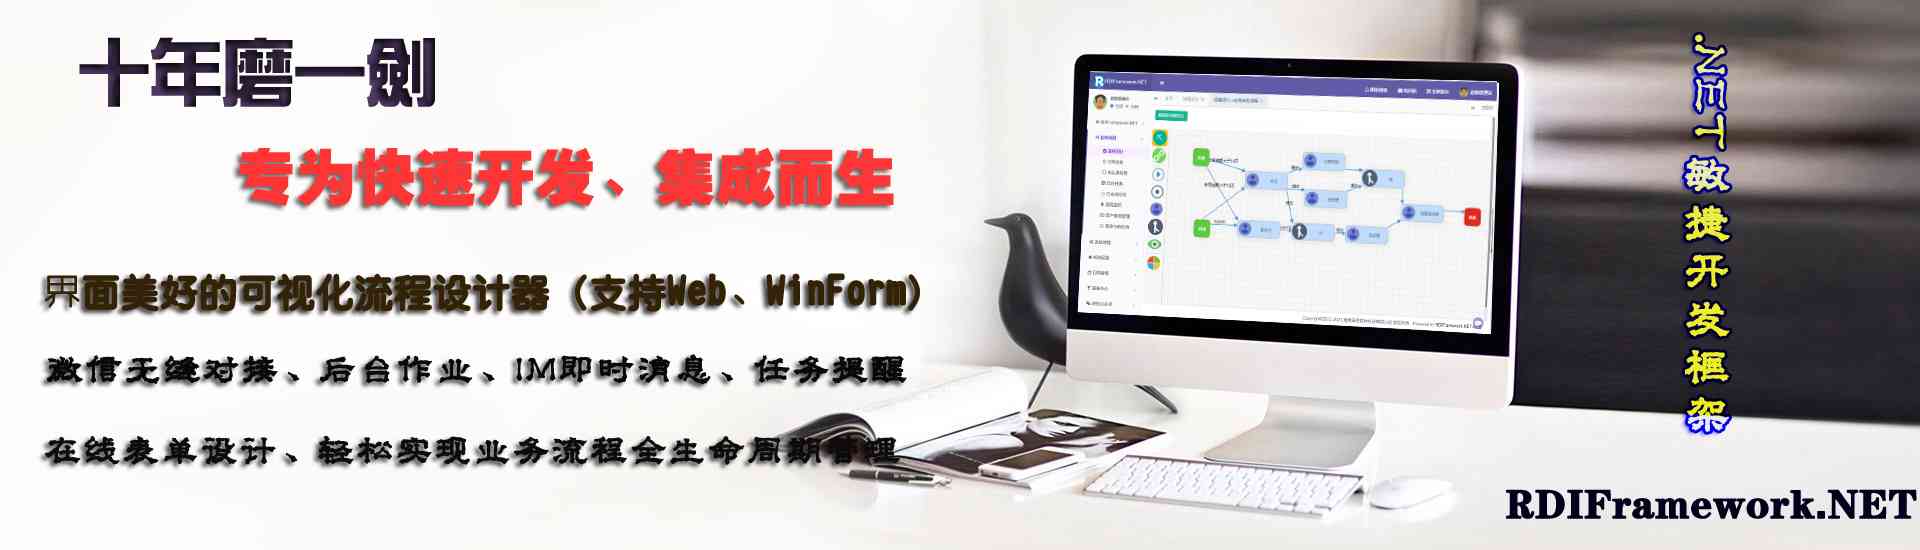 十年磨一剑
专为快速开发、集成而生
界面美好的可视化流程设计器（支持Web、WinForm）
微信无缝对接、后台作业、IM即时消息、任务提醒
在线表单设计、轻松实现业务流程全生命周期管理
RDIFramework.NET
.NET敏捷开发框架
RDIFramework.NET